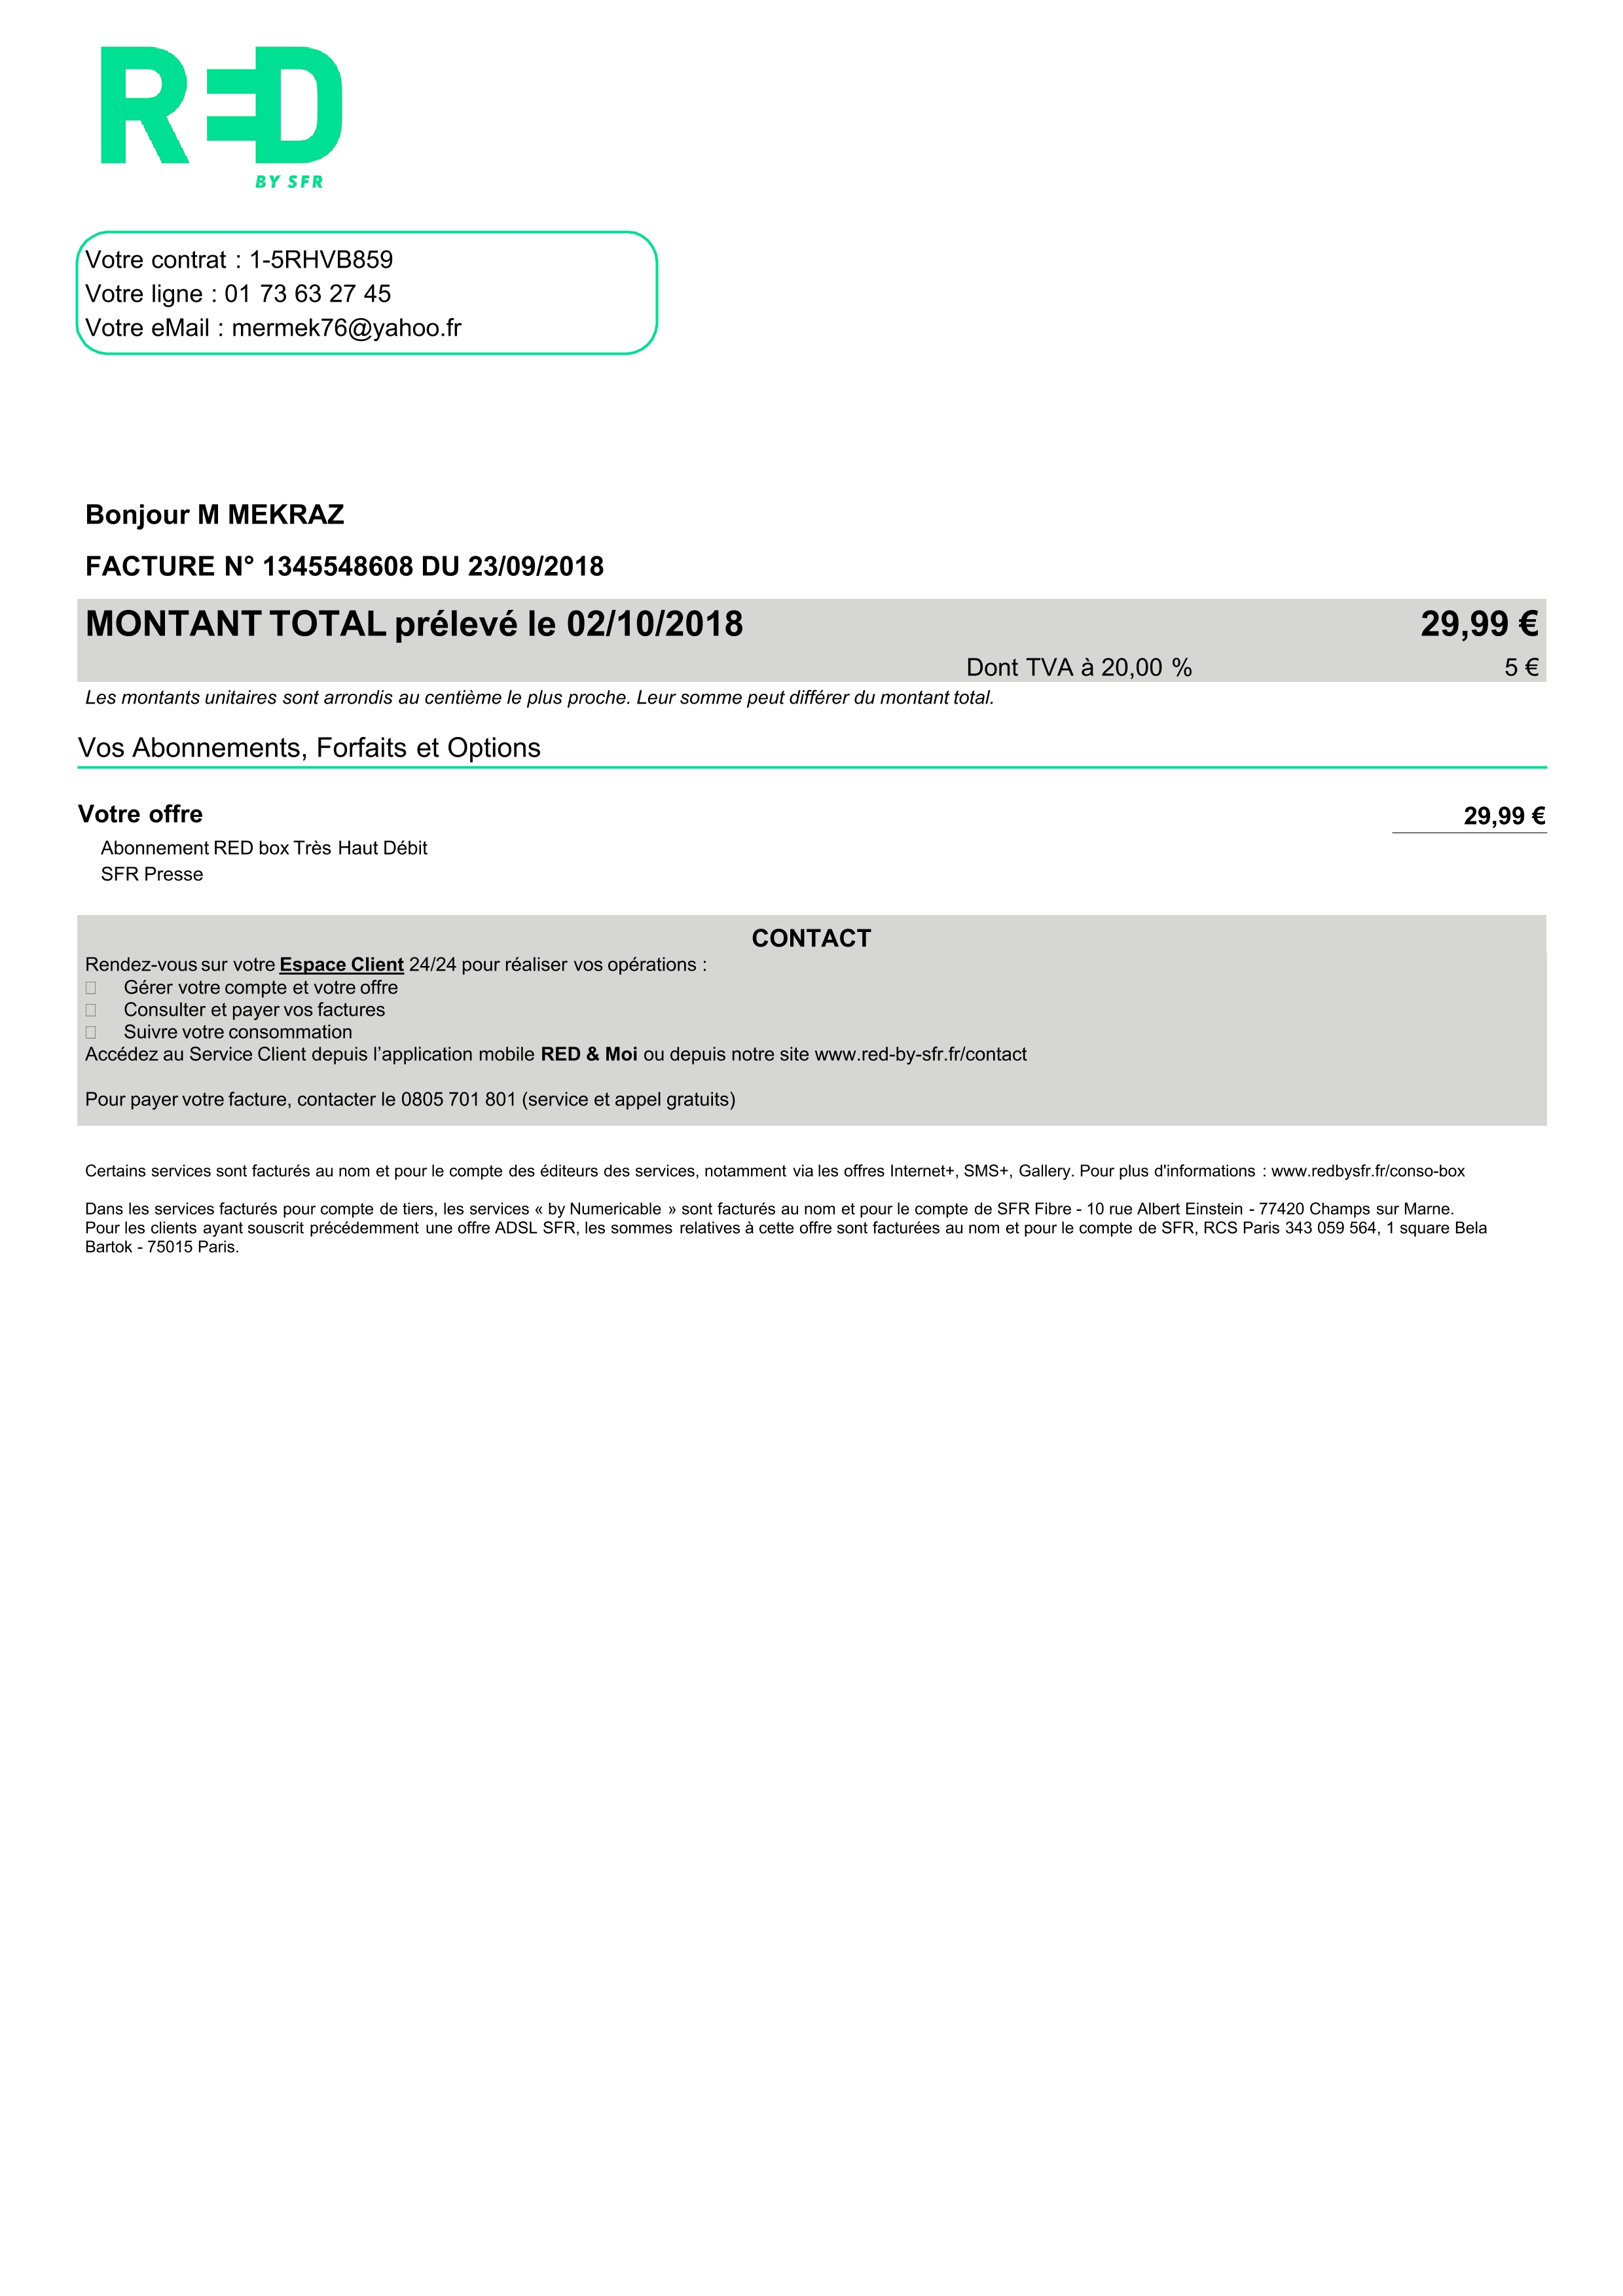 RED
BY SFR
Votre contrat : 1-5RHVB859
Votre ligne : 01 73 63 27 45
Votre eMail : mermek76@yahoo.fr
Bonjour M MEKRAZ
FACTURE N° 1345548608 DU 23/09/2018
MONTANT TOTAL prélevé le 02/10/2018 29,99 €
Dont TVA à 20,00 % 5 €
Les montants unitaires sont arrondis au centième le plus proche. Leur somme peut différer du montant total.
Vos Abonnements, Forfaits et Options
Votre offre 29,99 €
Abonnement RED box Très Haut Débit
SFR Presse
CONTACT
Rendez-vous sur votre Espace Client 24/24 pour réaliser vos opérations :
Gérer votre compte et votre offre
Consulter et payer vos factures
Suivre votre consommation
Accédez au Service Client depuis l’application mobile RED & Moi ou depuis notre site www.red-by-sfr.fr/contact
Pour payer votre facture, contacter le 0805 701 801 (service et appel gratuits)
Certains services sont facturés au nom et pour le compte des éditeurs des services, notamment via les offres Internet+, SMS+, Gallery. Pour plus d'informations : www.redbysfr.fr/conso-box
Dans les services facturés pour compte de tiers, les services « by Numericable » sont facturés au nom et pour le compte de SFR Fibre - 10 rue Albert Einstein - 77420 Champs sur Marne.
Pour les clients ayant souscrit précédemment une offre ADSL SFR, les sommes relatives à cette offre sont facturées au nom et pour le compte de SFR, RCS Paris 343 059 564, 1 square Bela
Bartok - 75015 Paris.